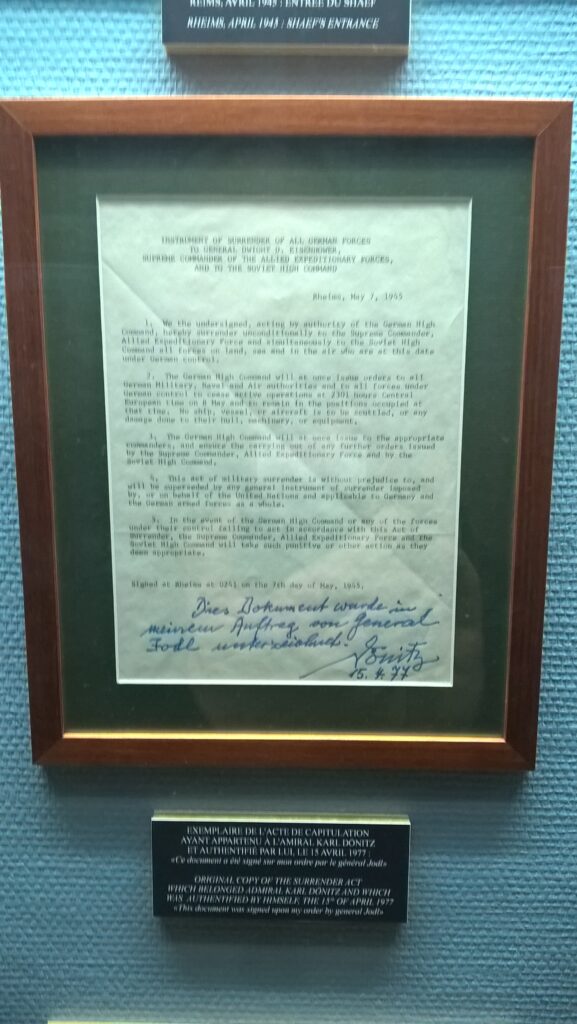 REIMS, AVRIL 1945 : ENTRÉE DU SHAEF
RHEIMS, APRIL 1945 : SHAEF'S ENTRANCE
INSTRUMENT OF SURRENDER OF ALL GERMAN FORCES
TO GENERAL DWIGHT D. EISENHOWER,
SUPREME COMMANDER OF THE ALLIED EXPEDITIONARY FORCES,
AND TO THE SOVIET HIGH COMMAND
Rheims, May 7, 1945
1. We the undersigned, acting by authority of the German High
Command, hereby surrender unconditionally to the Supreme Commander,
Allied Expeditionary Force and simultaneously to the Soviet High
Command all forces on land, sea and in the air who are at this date
under German control.
2. The German High Command will at once issue orders to all
German Military, Naval and Air authorities and to all forces under
German control to cease active operations at 2301 hours Central
European time on 8 May and to remain in the positions occupied at
that time. No ship, vessel, or aircraft is to be scuttled, or any
damage done to their hull, machinery, or equipment.
3. The German High Command will at once issue to the appropriate
commanders, and ensure the carrying out of any further orders issued
by the Supreme Commander, Allied Expeditionary Force and by the
Soviet High Command.
4. This act of military surrender is without prejudice to, and
will be superseded by any general instrument of surrender imposed
by, or on behalf of the United Nations and applicable to Germany and
the German armed forces as a whole.
5. In the event of the German High Command or any of the forces
under their control failing to act in accordance with this Act of
Surrender, the Supreme Commander, Allied Expeditionary Force and the
Soviet High Command will take such punitive or other action as they
deem appropriate.
Signed at Rheims at 0241 on the 7th day of May, 1945.
Dies Dokument wurde in
meinem Auftrag von General
Jodl unterzeichnet.
Dönitz
15.4.77
EXEMPLAIRE DE L'ACTE DE CAPITULATION
AYANT APPARTENU À L'AMIRAL KARL DÖNITZ
ET AUTHENTIFIÉ PAR LUI, LE 15 AVRIL 1977 :
«Ce document a été signé sur mon ordre par le général Jodl»
ORIGINAL COPY OF THE SURRENDER ACT
WHICH BELONGED ADMIRAL KARL DÖNITZ AND WHICH
WAS AUTHENTIFIED BY HIMSELF, THE 15TH OF APRIL 1977
«This document was signed upon my order by general Jodl»